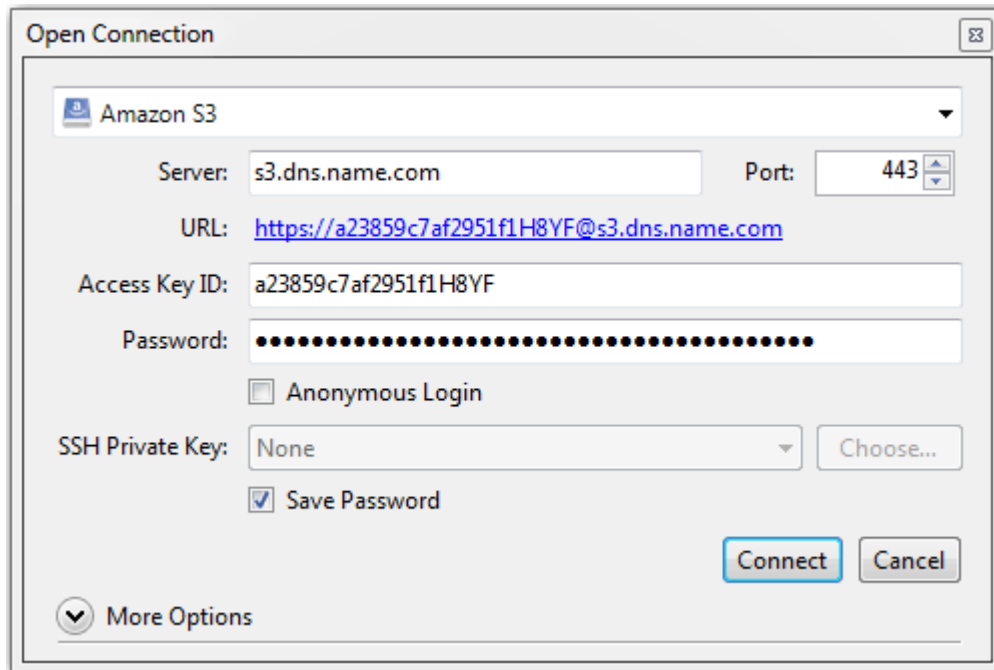 Open Connection
Amazon S3
Server: s3.dns.name.com Port: 443
URL: https://a23859c7af2951f1H8YF@s3.dns.name.com
Access Key ID: a23859c7af2951f1H8YF
Password: ••••••••••••••••••••••••••••••••••••••••
Anonymous Login
SSH Private Key: None Choose...
Save Password
Connect Cancel
More Options